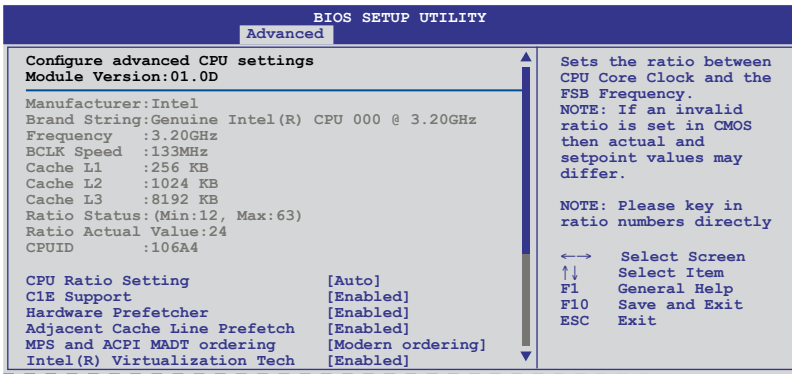 BIOS SETUP UTILITY
Advanced
Configure advanced CPU settings
Module Version:01.0D
Manufacturer:Intel
Brand String:Genuine Intel(R) CPU 000 @ 3.20GHz
Frequency :3.20GHz
BCLK Speed :133MHz
Cache L1 :256 KB
Cache L2 :1024 KB
Cache L3 :8192 KB
Ratio Status:(Min:12, Max:63)
Ratio Actual Value:24
CPUID :106A4
CPU Ratio Setting [Auto]
C1E Support [Enabled]
Hardware Prefetcher [Enabled]
Adjacent Cache Line Prefetch [Enabled]
MPS and ACPI MADT ordering [Modern ordering]
Intel(R) Virtualization Tech [Enabled]
Sets the ratio between
CPU Core Clock and the
FSB Frequency.
NOTE: If an invalid
ratio is set in CMOS
then actual and
setpoint values may
differ.
NOTE: Please key in
ratio numbers directly
←→ Select Screen
↑↓ Select Item
F1 General Help
F10 Save and Exit
ESC Exit